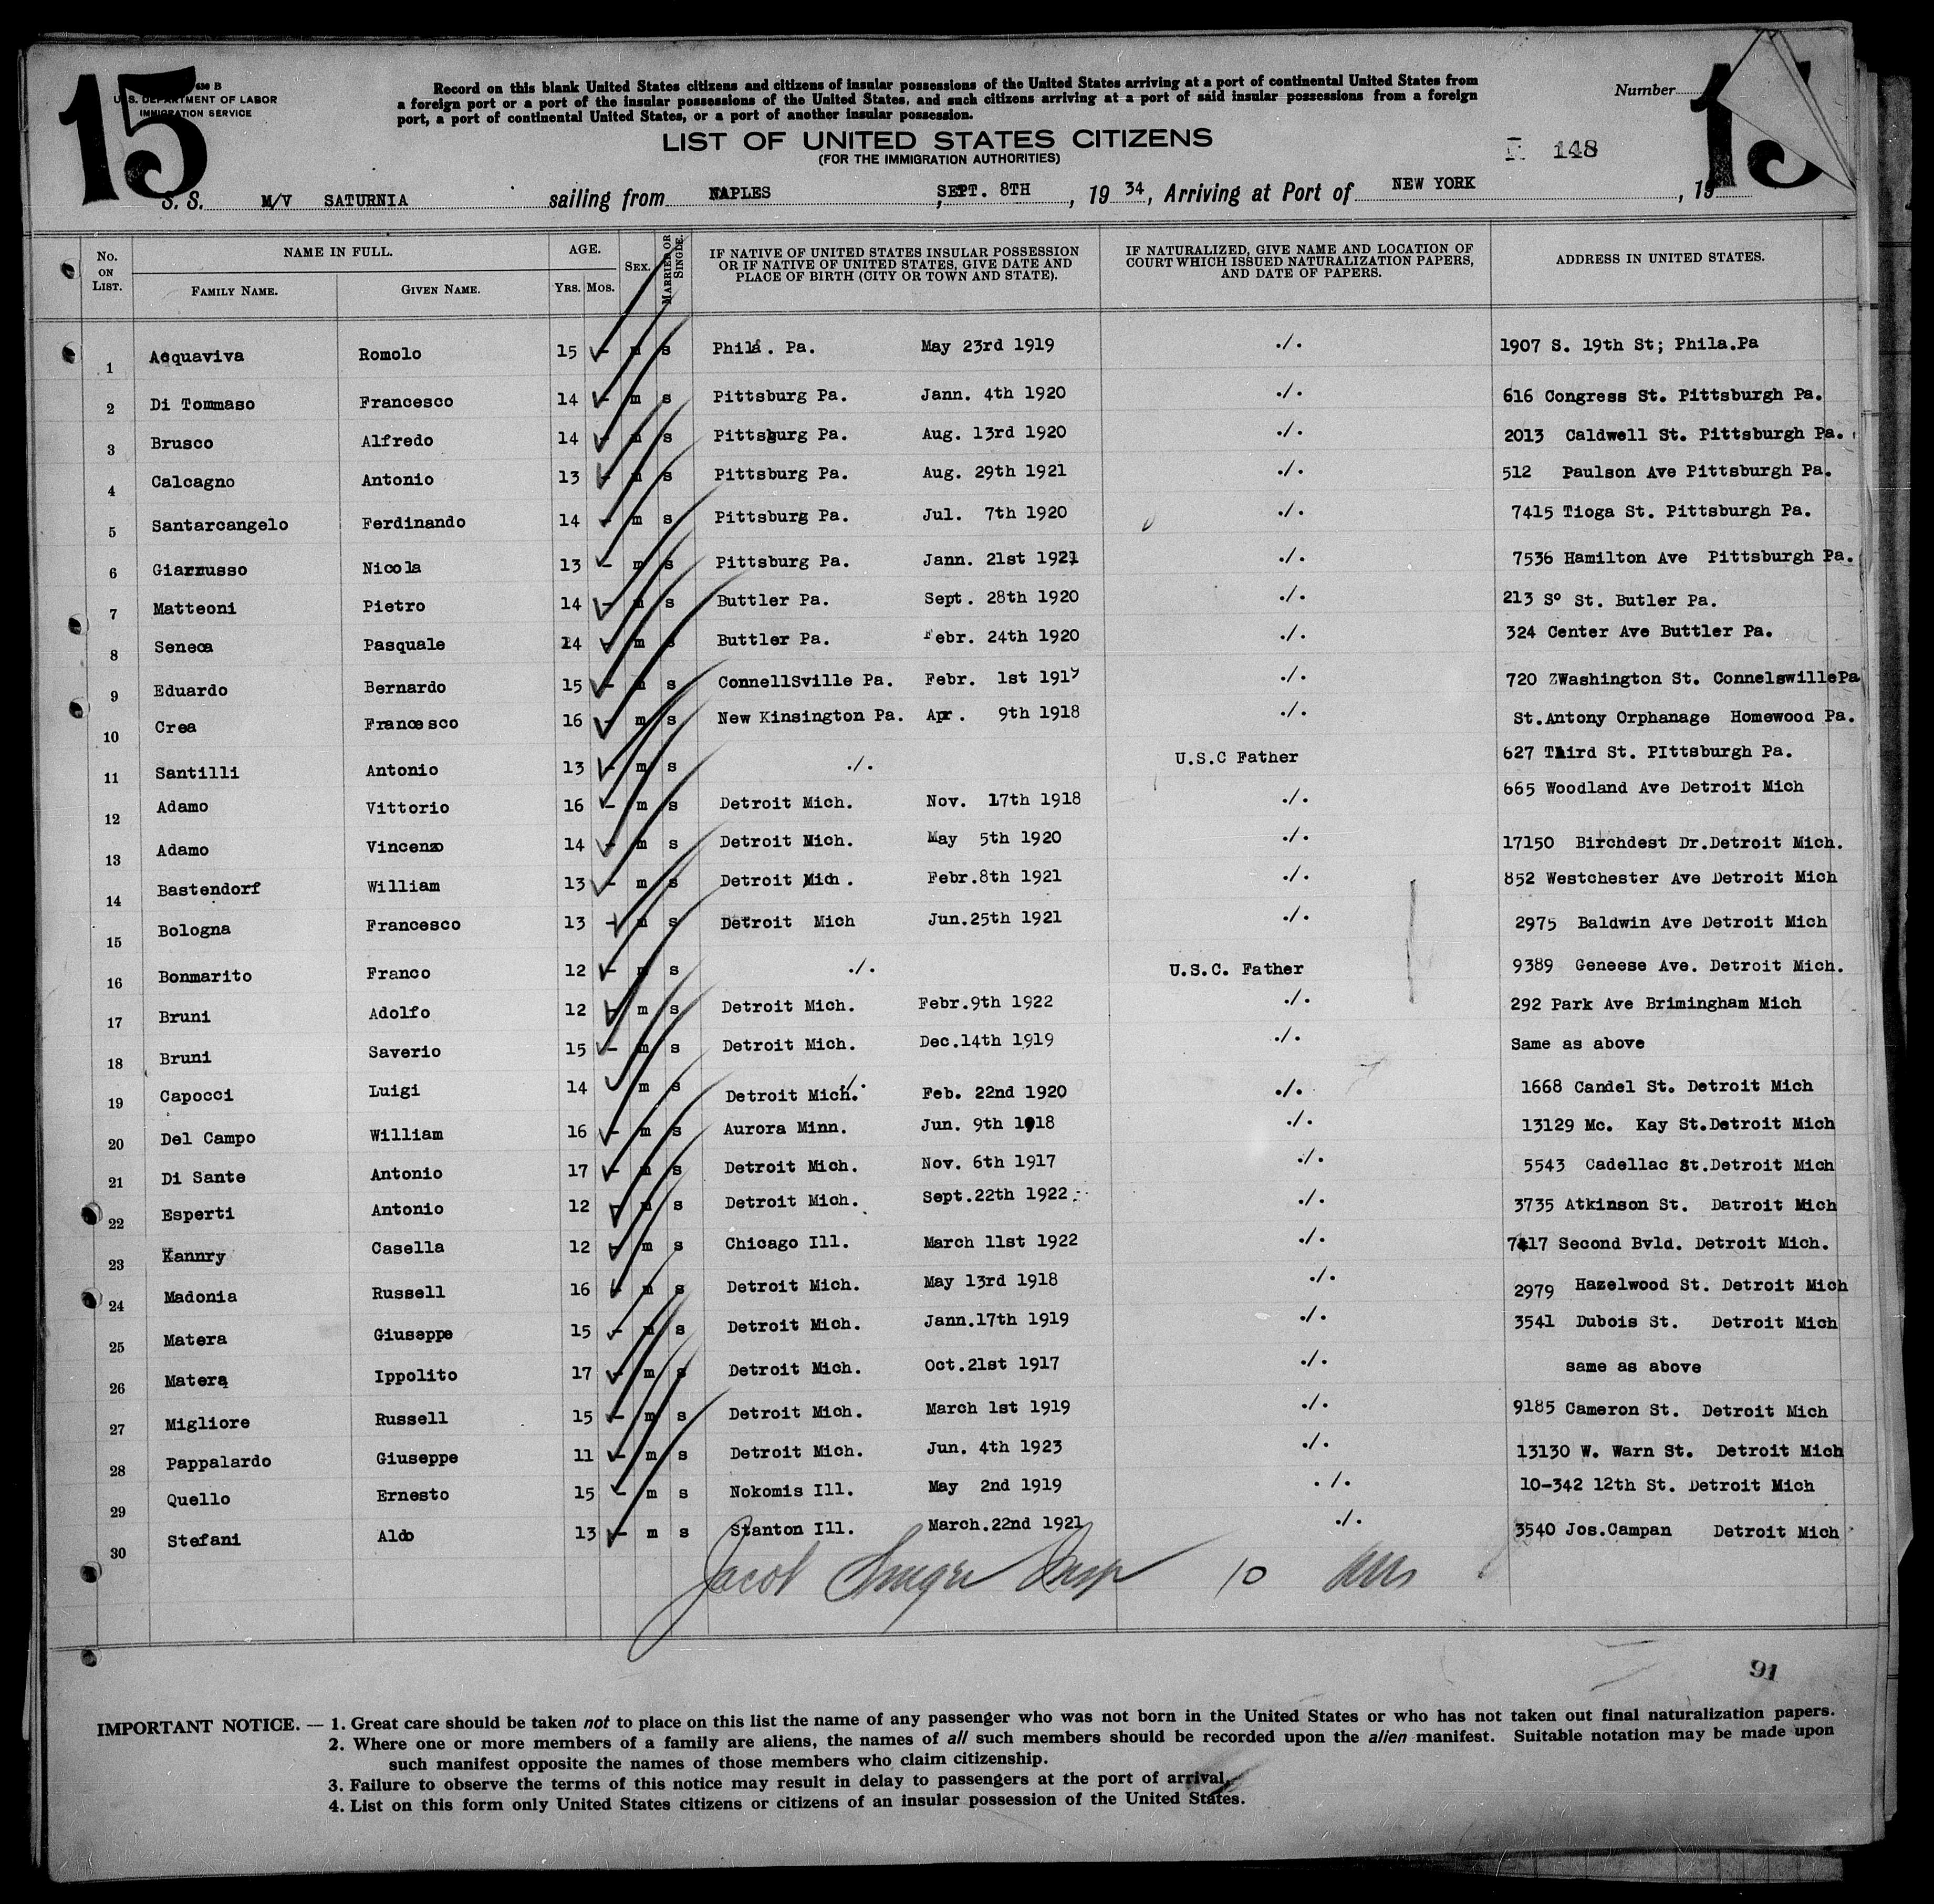 15
630 B
U.S. DEPARTMENT OF LABOR
IMMIGRATION SERVICE
Record on this blank United States citizens and citizens of insular possessions of the United States arriving at a port of continental United States from
a foreign port or a port of the insular possessions of the United States, and such citizens arriving at a port of said insular possessions from a foreign
port, a port of continental United States, or a port of another insular possession.
Number
LIST OF UNITED STATES CITIZENS
(FOR THE IMMIGRATION AUTHORITIES)
148
S. S. M/V SATURNIA sailing from NAPLES, SEPT. 8TH, 19 34, Arriving at Port of NEW YORK, 19
No. ON LIST. NAME IN FULL. AGE. SEX. MARRIED OR SINGLE. IF NATIVE OF UNITED STATES INSULAR POSSESSION OR IF NATIVE OF UNITED STATES, GIVE DATE AND PLACE OF BIRTH (CITY OR TOWN AND STATE). IF NATURALIZED, GIVE NAME AND LOCATION OF COURT WHICH ISSUED NATURALIZATION PAPERS, AND DATE OF PAPERS. ADDRESS IN UNITED STATES.
FAMILY NAME. GIVEN NAME. YRS. MOS.
1 Acquaviva Romolo 15 - m s Phila. Pa. May 23rd 1919 ./. 1907 S. 19th St; Phila.Pa
2 Di Tommaso Francesco 14 - m s Pittsburg Pa. Jann. 4th 1920 ./. 616 Congress St. Pittsburgh Pa.
3 Brusco Alfredo 14 - m s Pittsburg Pa. Aug. 13rd 1920 ./. 2013 Caldwell St. Pittsburgh Pa.
4 Calcagno Antonio 13 - m s Pittsburg Pa. Aug. 29th 1921 ./. 512 Paulson Ave Pittsburgh Pa.
5 Santarcangelo Ferdinando 14 - m s Pittsburg Pa. Jul. 7th 1920 ./. 7415 Tioga St. Pittsburgh Pa.
6 Giarrusso Nicola 13 - m s Pittsburg Pa. Jann. 21st 1921 ./. 7536 Hamilton Ave Pittsburgh Pa.
7 Matteoni Pietro 14 - m s Buttler Pa. Sept. 28th 1920 ./. 213 So St. Butler Pa.
8 Seneca Pasquale 14 - m s Buttler Pa. Febr. 24th 1920 ./. 324 Center Ave Buttler Pa.
9 Eduardo Bernardo 15 - m s ConnellSville Pa. Febr. 1st 1919 ./. 720 Washington St. ConnelswillePa
10 Crea Francesco 16 - m s New Kinsington Pa. Apr. 9th 1918 ./. St.Antony Orphanage Homewood Pa.
11 Santilli Antonio 13 - m s ./. U.S.C Father 627 Third St. PIttsburgh Pa.
12 Adamo Vittorio 16 - m s Detroit Mich. Nov. 17th 1918 ./. 665 Woodland Ave Detroit Mich
13 Adamo Vincenzo 14 - m s Detroit Mich. May 5th 1920 ./. 17150 Birchdest Dr.Detroit Mich.
14 Bastendorf William 13 - m s Detroit Mich. Febr.8th 1921 ./. 852 Westchester Ave Detroit Mich
15 Bologna Francesco 13 - m s Detroit Mich Jun.25th 1921 ./. 2975 Baldwin Ave Detroit Mich
16 Bonmarito Franco 12 - m s ./. U.S.C. Father 9389 Geneese Ave. Detroit Mich.
17 Bruni Adolfo 12 - m s Detroit Mich. Febr.9th 1922 ./. 292 Park Ave Brimingham Mich
18 Bruni Saverio 15 - m s Detroit Mich. Dec.14th 1919 ./. Same as above
19 Capocci Luigi 14 m s Detroit Mich. Feb. 22nd 1920 ./. 1668 Candel St. Detroit Mich
20 Del Campo William 16 - m s Aurora Minn. Jun. 9th 1918 ./. 13129 Mc. Kay St.Detroit Mich
21 Di Sante Antonio 17 - m s Detroit Mich. Nov. 6th 1917 ./. 5543 Cadellac St.Detroit Mich
22 Esperti Antonio 12 - m s Detroit Mich. Sept.22th 1922 ./. 3735 Atkinson St. Datroit Mich
23 Kannry Casella 12 - m s Chicago Ill. March 11st 1922 ./. 7417 Second Bvld. Detroit Mich.
24 Madonia Russell 16 - m s Detroit Mich. May 13rd 1918 ./. 2979 Hazelwood St. Detroit Mich
25 Matera Giuseppe 15 - m s Detroit Mich. Jann.17th 1919 ./. 3541 Dubois St. Detroit Mich
26 Matera Ippolito 17 - m s Detroit Mich. Oct.21st 1917 ./. same as above
27 Migliore Russell 15 - m s Detroit Mich. March 1st 1919 ./. 9185 Cameron St. Detroit Mich
28 Pappalardo Giuseppe 11 - m s Detroit Mich. Jun. 4th 1923 ./. 13130 W. Warn St. Detroit Mich
29 Quello Ernesto 15 - m s Nokomis Ill. May 2nd 1919 ./. 10-342 12th St. Detroit Mich
30 Stefani Aldo 13 - m s Stanton Ill. March.22nd 1921 ./. 3540 Jos.Campan Detroit Mich
Jacob Insp 10
91
IMPORTANT NOTICE. — 1. Great care should be taken not to place on this list the name of any passenger who was not born in the United States or who has not taken out final naturalization papers.
2. Where one or more members of a family are aliens, the names of all such members should be recorded upon the alien manifest. Suitable notation may be made upon
such manifest opposite the names of those members who claim citizenship.
3. Failure to observe the terms of this notice may result in delay to passengers at the port of arrival.
4. List on this form only United States citizens or citizens of an insular possession of the United States.